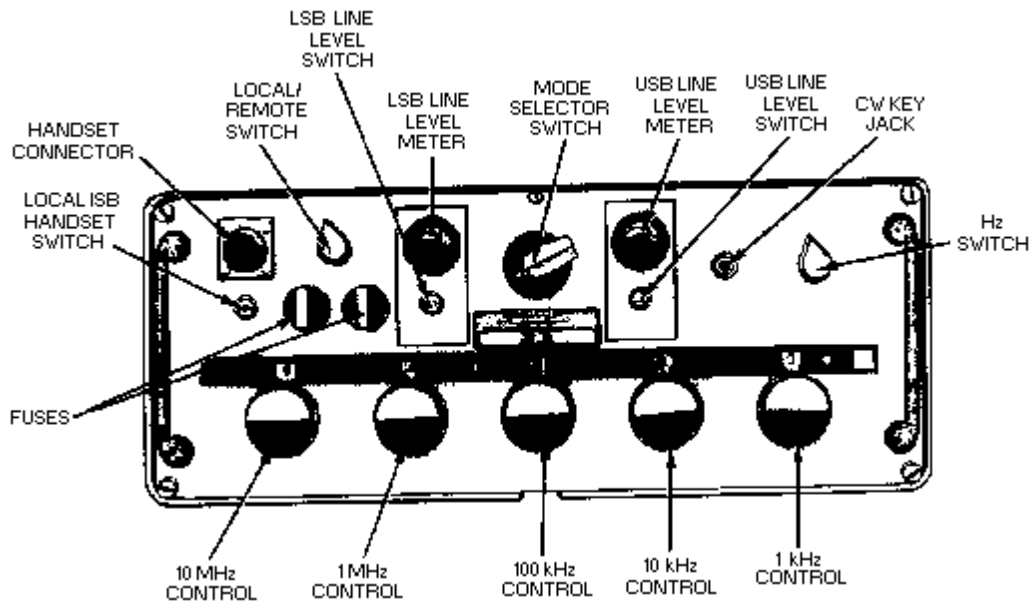 LSB LINE
LEVEL
SWITCH
LOCAL/
REMOTE
SWITCH
LSB LINE
LEVEL
METER
MODE
SELECTOR
SWITCH
USB LINE
LEVEL
METER
USB LINE
LEVEL
SWITCH
CW KEY
JACK
HANDSET
CONNECTOR
LOCAL ISB
HANDSET
SWITCH
Hz
SWITCH
FUSES
10 MHz
CONTROL
1 MHz
CONTROL
100 kHz
CONTROL
10 kHz
CONTROL
1 kHz
CONTROL